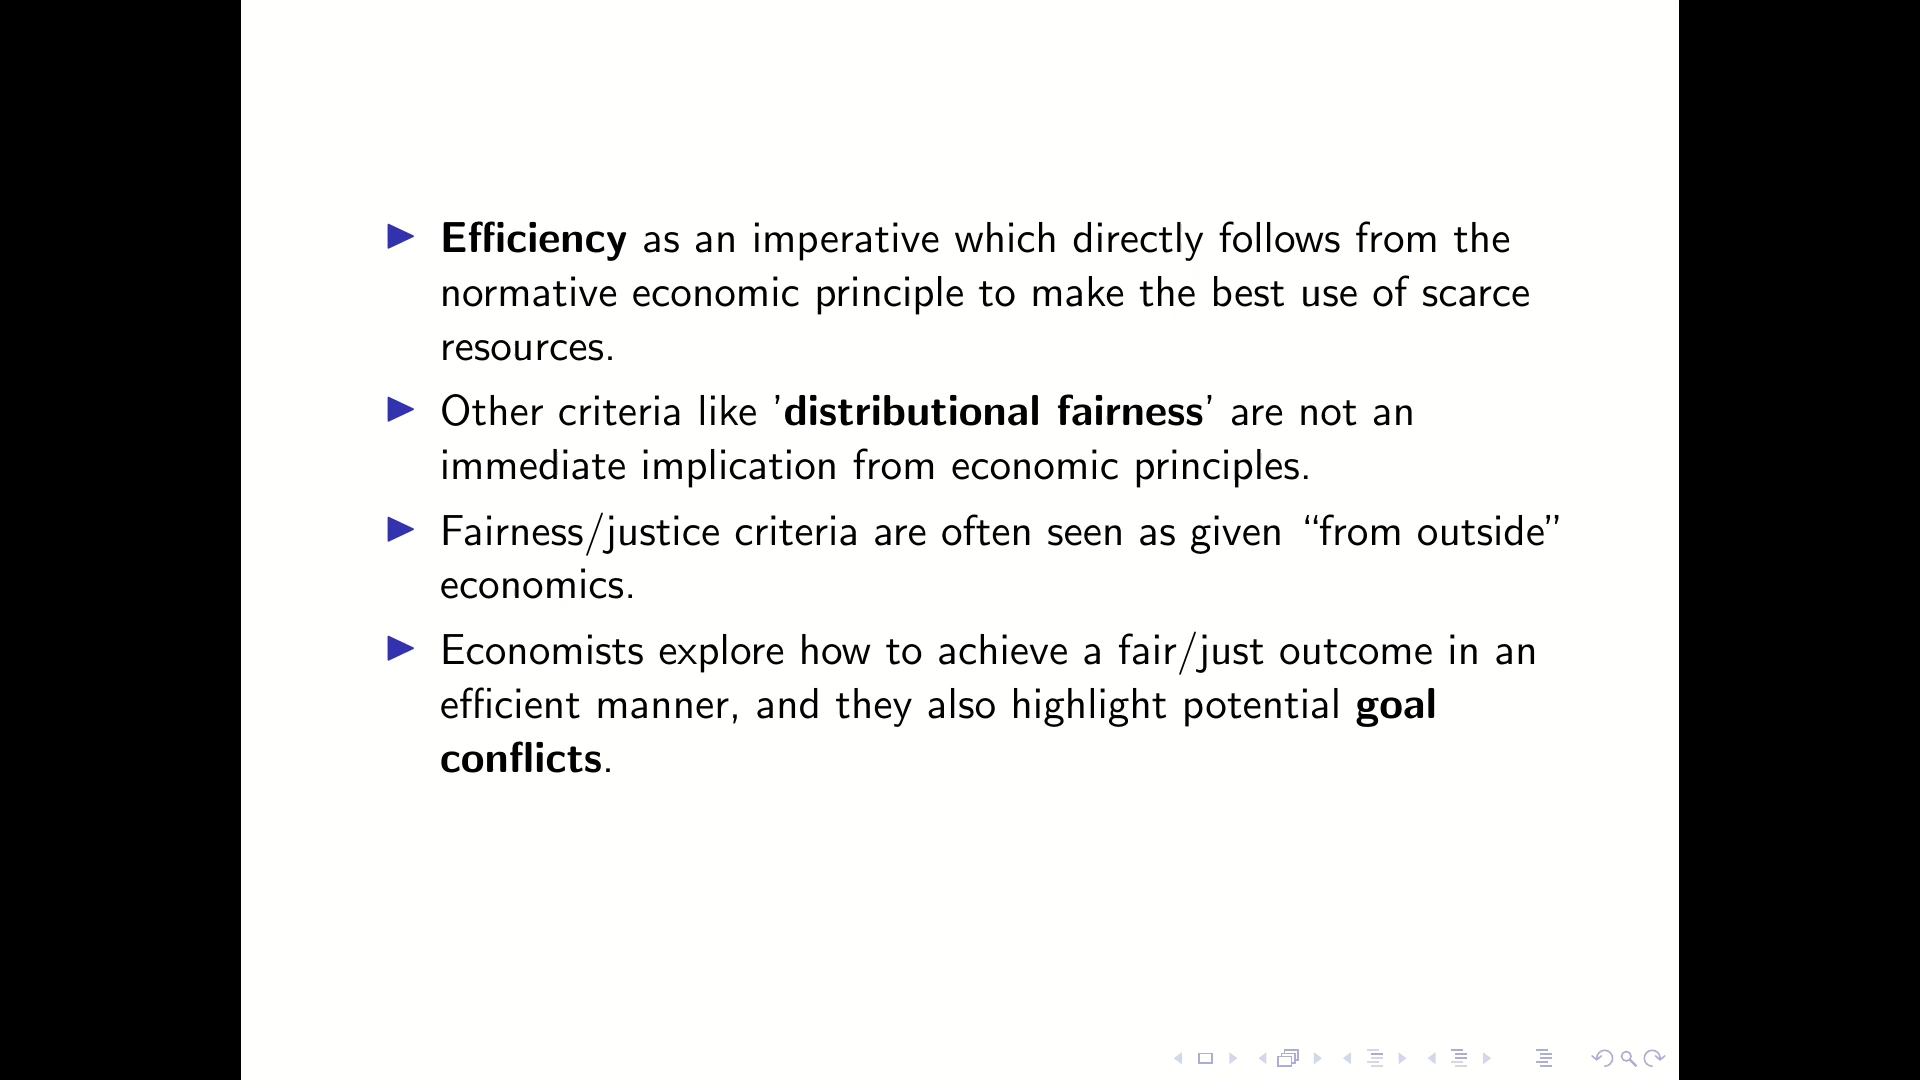 Efficiency as an imperative which directly follows from the
normative economic principle to make the best use of scarce
resources.
Other criteria like ’distributional fairness’ are not an
immediate implication from economic principles.
Fairness/justice criteria are often seen as given “from outside”
economics.
Economists explore how to achieve a fair/just outcome in an
efficient manner, and they also highlight potential goal
conflicts.